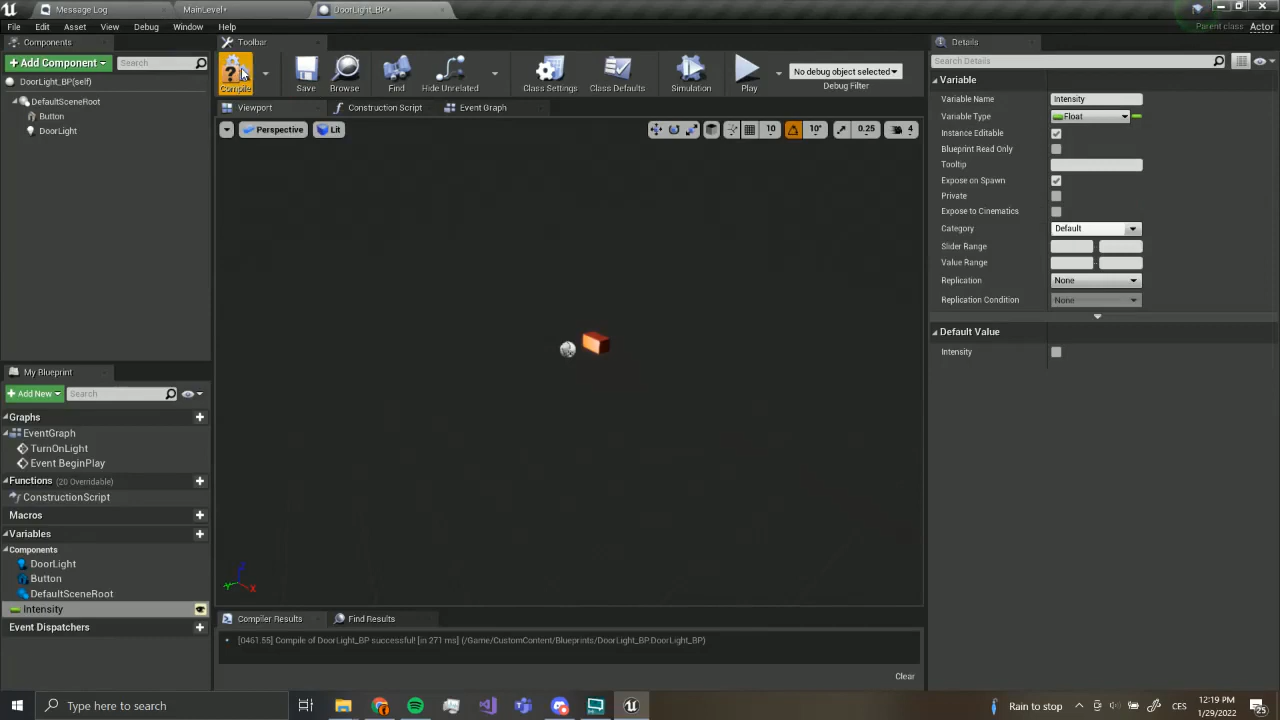 Message Log
MainLevel*
DoorLight_BP*
File Edit Asset View Debug Window Help
Parent class: Actor
Components
Toolbar
Details
+ Add Component
Search
Search Details
DoorLight_BP(self)
Compile Save Browse Find Hide Unrelated Class Settings Class Defaults Simulation Play
No debug object selected
Debug Filter
DefaultSceneRoot
Button
DoorLight
Viewport Construction Script Event Graph
Perspective Lit
10 10° 0.25 4
Variable
Variable Name Intensity
Variable Type Float
Instance Editable
Blueprint Read Only
Tooltip
Expose on Spawn
Private
Expose to Cinematics
Category Default
Slider Range
Value Range
Replication None
Replication Condition None
Default Value
Intensity
My Blueprint
+ Add New Search
Graphs
EventGraph
TurnOnLight
Event BeginPlay
Functions (20 Overridable)
ConstructionScript
Macros
Variables
Components
DoorLight
Button
DefaultSceneRoot
Intensity
Event Dispatchers
Z
Y X
Compiler Results Find Results
[0461.55] Compile of DoorLight_BP successful! [in 271 ms] (/Game/CustomContent/Blueprints/DoorLight_BP.DoorLight_BP)
Clear
Type here to search
Rain to stop
CES
12:19 PM
1/29/2022
25